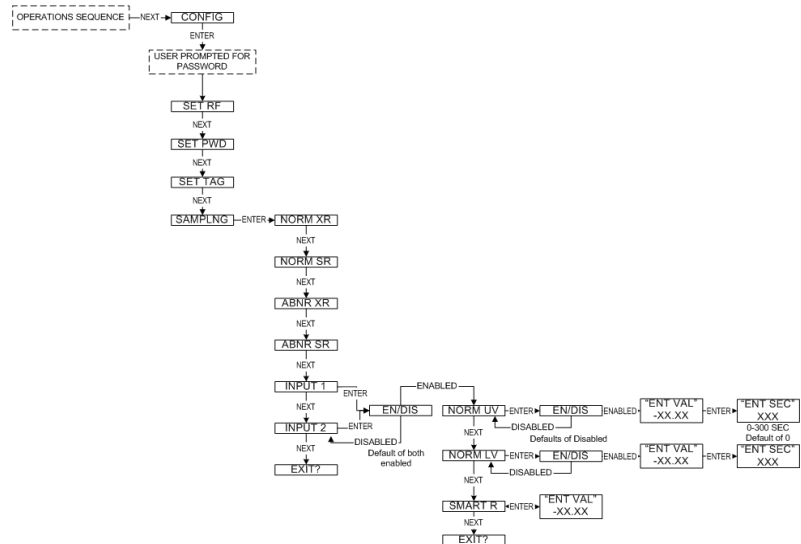 OPERATIONS SEQUENCE
NEXT
CONFIG
ENTER
USER PROMPTED FOR
PASSWORD
SET RF
NEXT
SET PWD
NEXT
SET TAG
NEXT
SAMPLNG
ENTER
NORM XR
NEXT
NORM SR
NEXT
ABNR XR
NEXT
ABNR SR
NEXT
INPUT 1
ENTER
NEXT
INPUT 2
ENTER
NEXT
EXIT?
EN/DIS
DISABLED
Default of both
enabled
ENABLED
NORM UV
ENTER
EN/DIS
ENABLED
"ENT VAL"
-XX.XX
ENTER
"ENT SEC"
XXX
0-300 SEC
Default of 0
DISABLED
Defaults of Disabled
NEXT
NORM LV
ENTER
EN/DIS
ENABLED
"ENT VAL"
-XX.XX
ENTER
"ENT SEC"
XXX
DISABLED
NEXT
SMART R
ENTER
"ENT VAL"
-XX.XX
NEXT
EXIT?